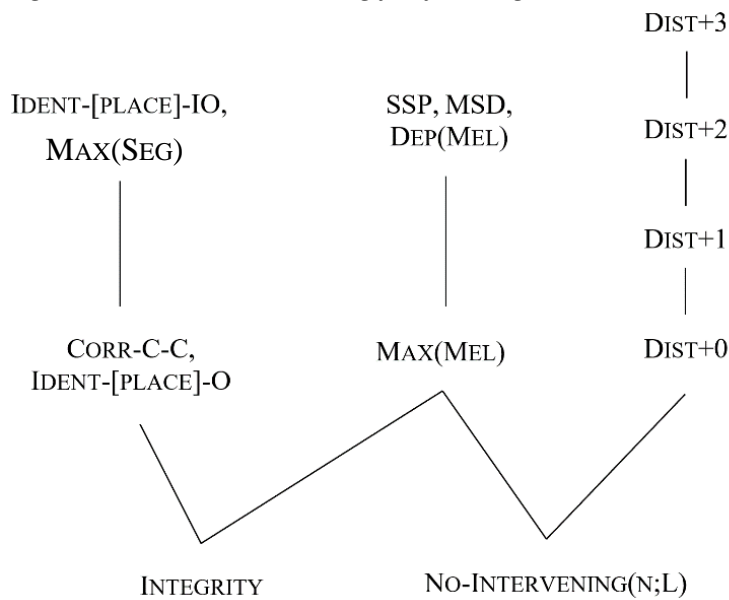 DIST+3
IDENT-[PLACE]-IO,
MAX(SEG)
SSP, MSD,
DEP(MEL)
DIST+2
DIST+1
CORR-C-C,
IDENT-[PLACE]-O
MAX(MEL)
DIST+0
INTEGRITY
NO-INTERVENING(N;L)